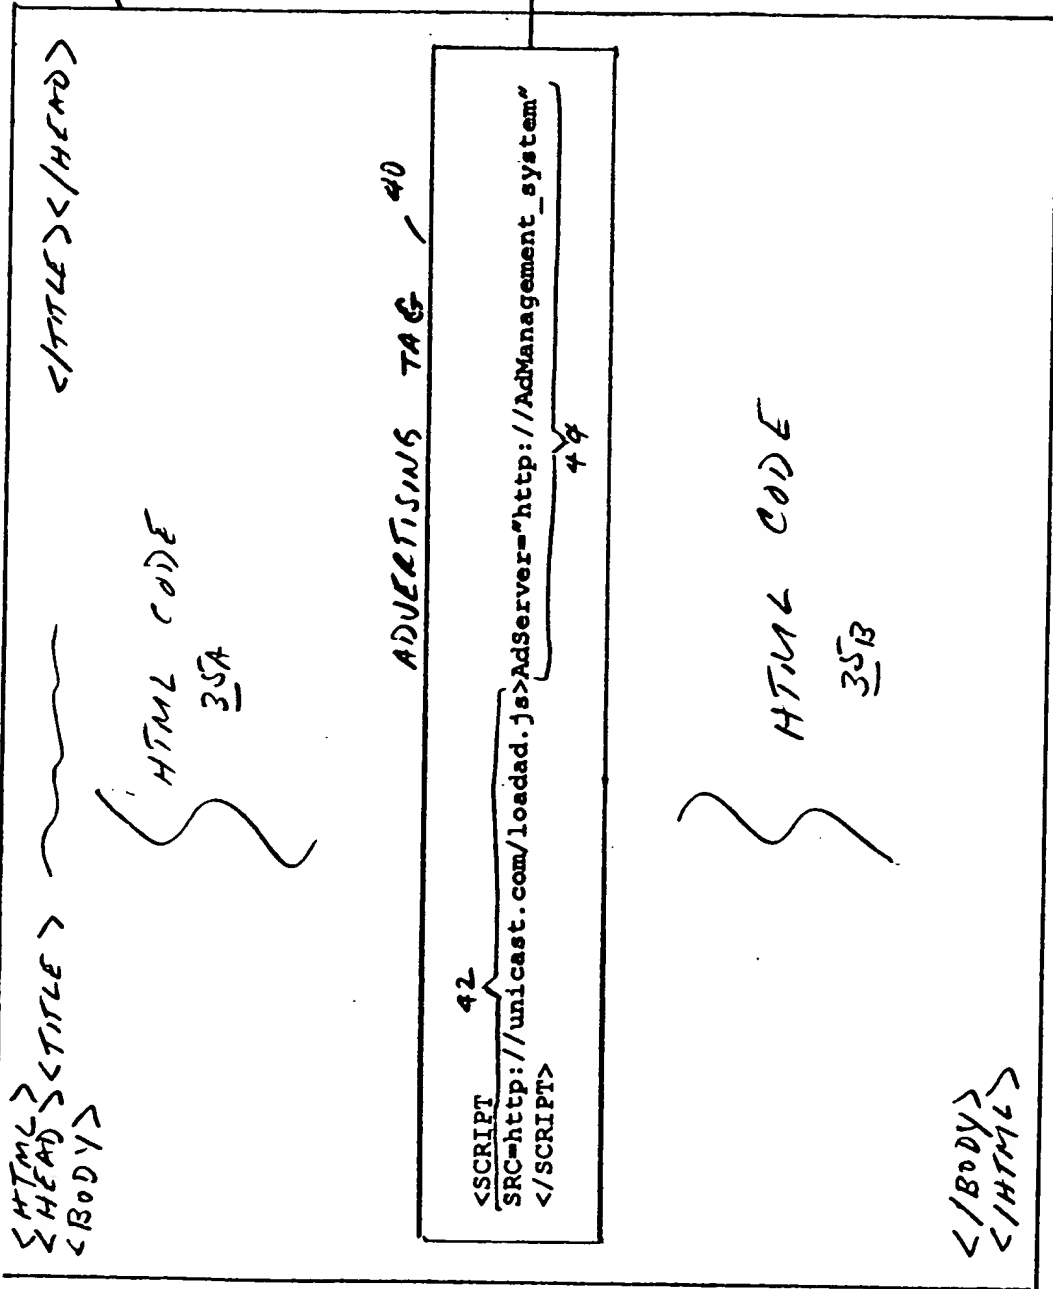 <HTML>
<HEAD><TITLE> </TITLE></HEAD>
<BODY>
HTML CODE
35A
ADVERTISING TAG 40
42
<SCRIPT
SRC=http://unicast.com/loadad.js>AdServer="http://AdManagement_system"
</SCRIPT>
44
HTML CODE
35B
</BODY>
</HTML>